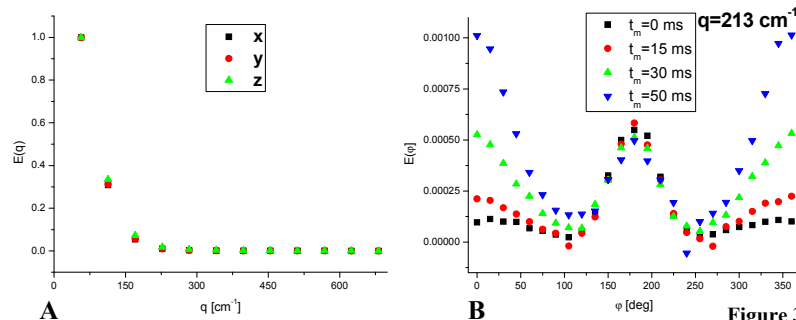 1.0
0.8
0.6
0.4
0.2
0.0
E(q)
0 150 300 450 600
q [cm⁻¹]
x
y
z
A
q=213 cm⁻¹
0.00100
0.00075
0.00050
0.00025
0.00000
E(φ)
0 50 100 150 200 250 300 350
φ [deg]
t_m=0 ms
t_m=15 ms
t_m=30 ms
t_m=50 ms
B
Figure 3